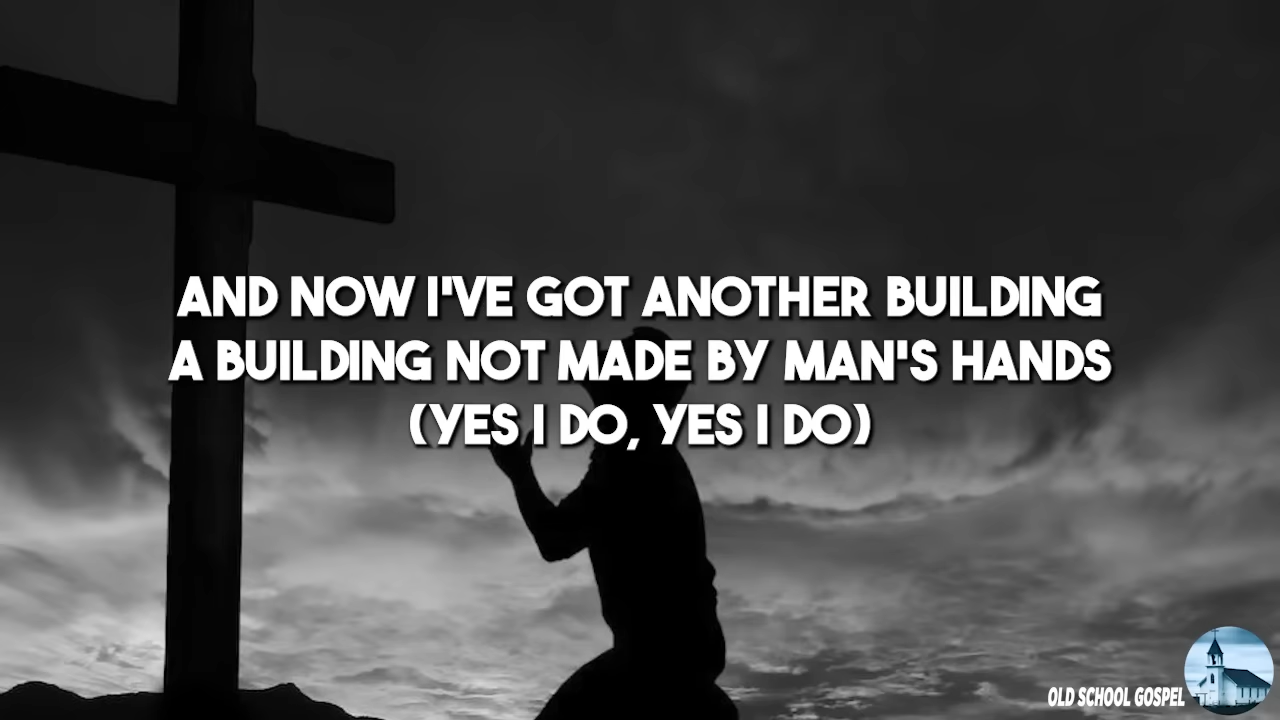 AND NOW I'VE GOT ANOTHER BUILDING
A BUILDING NOT MADE BY MAN'S HANDS
(YES I DO, YES I DO)
OLD SCHOOL GOSPEL